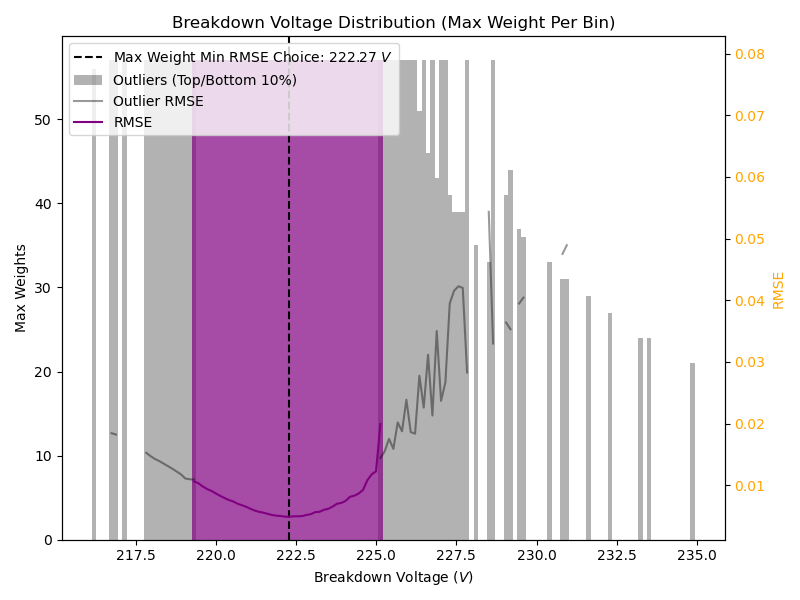 Breakdown Voltage Distribution (Max Weight Per Bin)
Max Weight Min RMSE Choice: 222.27 V
Outliers (Top/Bottom 10%)
Outlier RMSE
RMSE
Max Weights
0
10
20
30
40
50
0.08
0.07
0.06
0.05
0.04
0.03
0.02
0.01
RMSE
217.5 220.0 222.5 225.0 227.5 230.0 232.5 235.0
Breakdown Voltage (V)